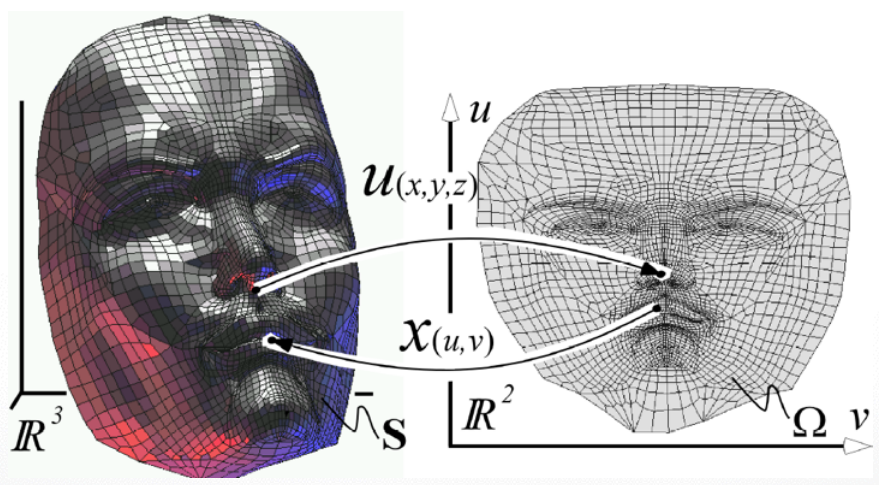 u
u(x,y,z)
x(u,v)
ℝ³
S
ℝ²
Ω
v